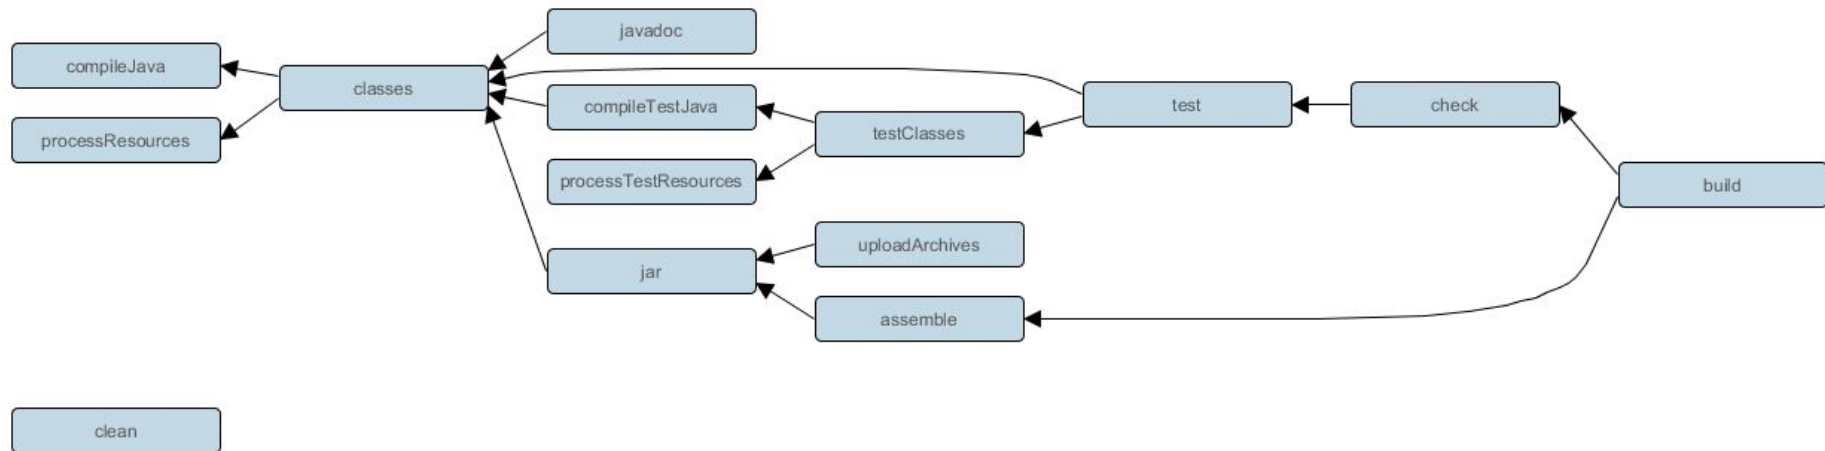 javadoc
compileJava
classes
compileTestJava
test
check
testClasses
processResources
processTestResources
build
uploadArchives
jar
assemble
clean